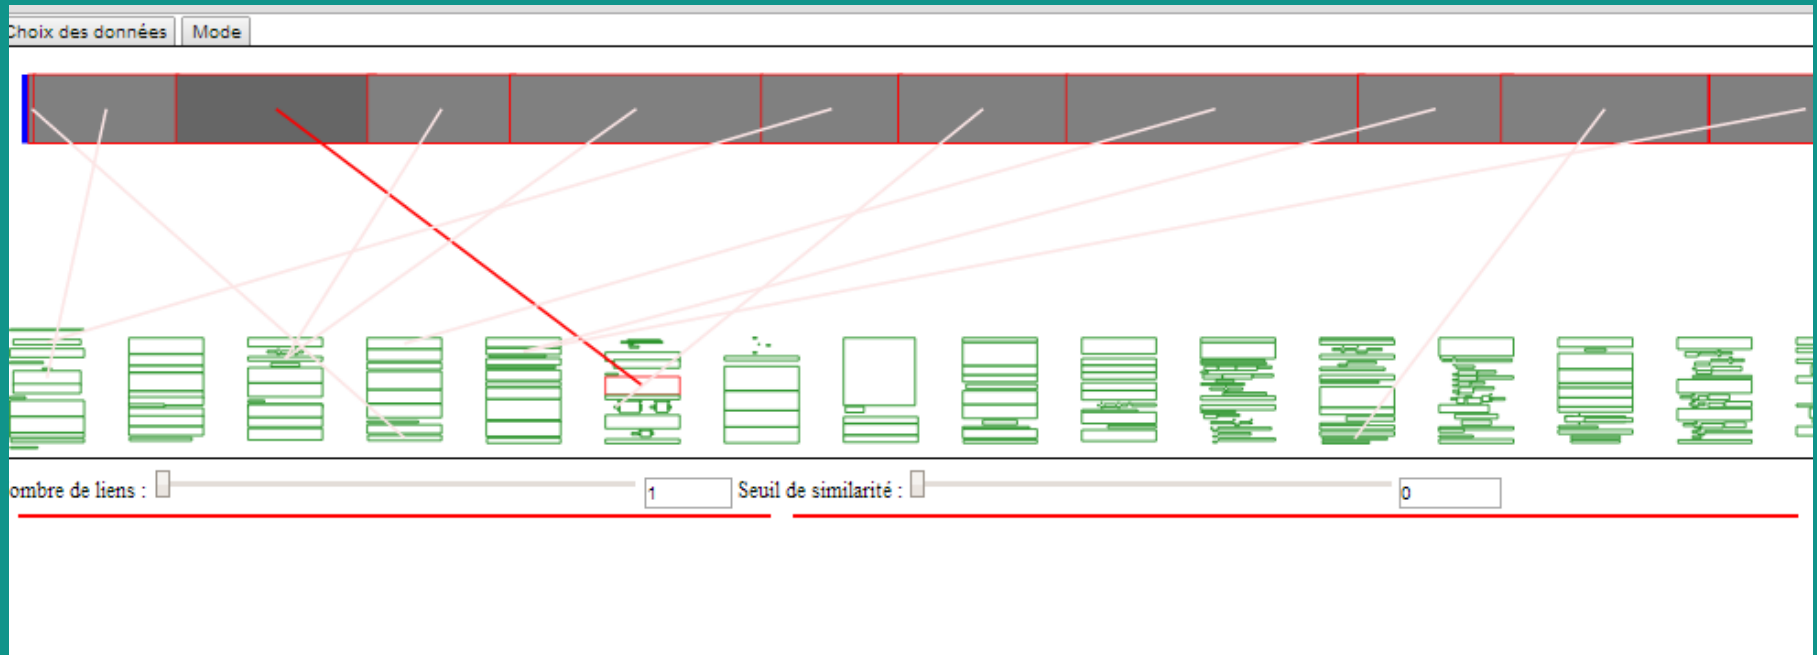 Choix des données Mode
ombre de liens : 1 Seuil de similarité : 0